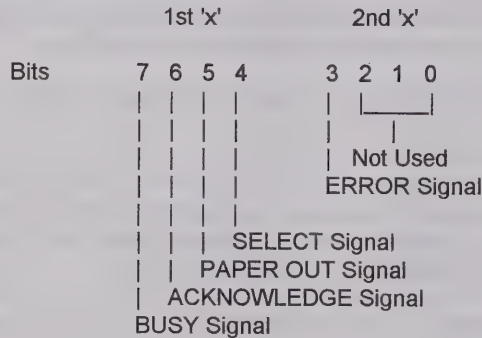 1st 'x' 2nd 'x'
Bits 7 6 5 4 3 2 1 0
Not Used
ERROR Signal
SELECT Signal
PAPER OUT Signal
ACKNOWLEDGE Signal
BUSY Signal